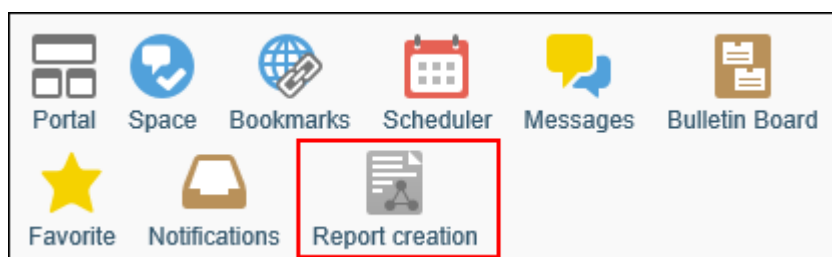 Portal Space Bookmarks Scheduler Messages Bulletin Board
Favorite Notifications Report creation